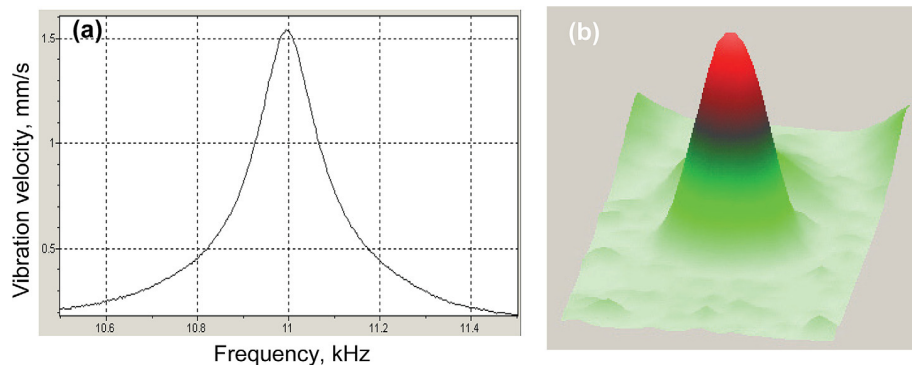 (a)
Vibration velocity, mm/s
1.5
1
0.5
10.6 10.8 11 11.2 11.4
Frequency, kHz
(b)